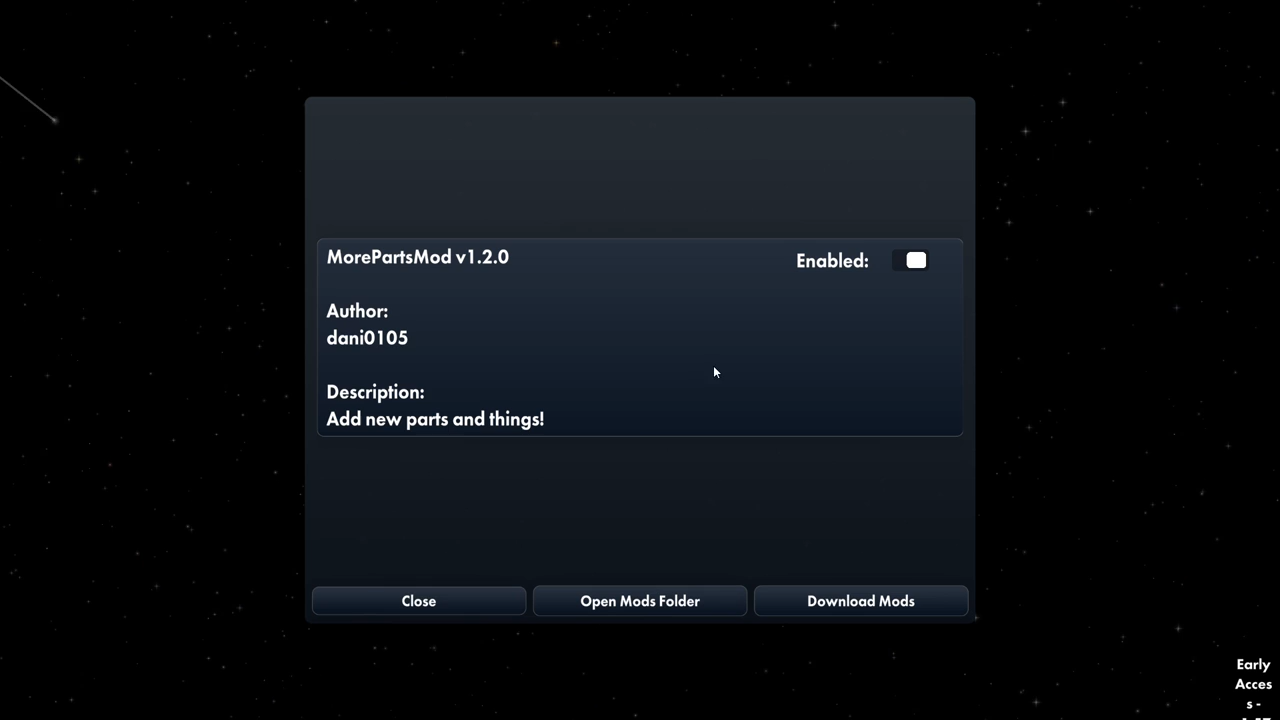 MorePartsMod v1.2.0
Enabled:
Author:
dani0105
Description:
Add new parts and things!
Close
Open Mods Folder
Download Mods
Early
Acces
s -